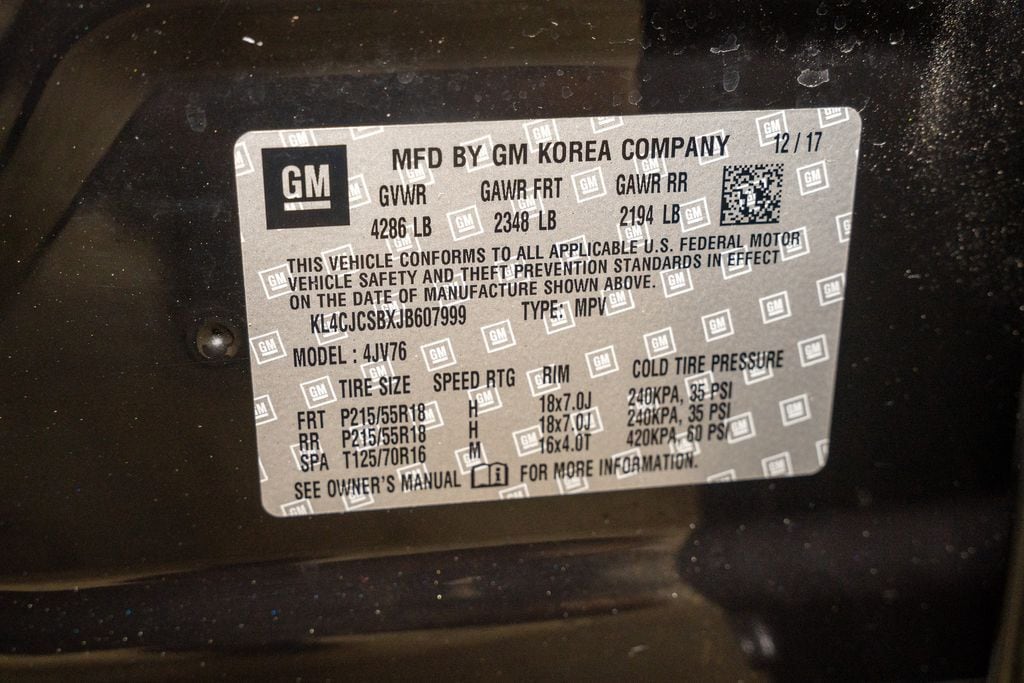 GM
MFD BY GM KOREA COMPANY 12 / 17
GVWR GAWR FRT GAWR RR
4286 LB 2348 LB 2194 LB
THIS VEHICLE CONFORMS TO ALL APPLICABLE U.S. FEDERAL MOTOR
VEHICLE SAFETY AND THEFT PREVENTION STANDARDS IN EFFECT
ON THE DATE OF MANUFACTURE SHOWN ABOVE.
KL4CJCSBXJB607999 TYPE: MPV
MODEL : 4JV76
TIRE SIZE SPEED RTG RIM COLD TIRE PRESSURE
FRT P215/55R18 H 18x7.0J 240KPA, 35 PSI
RR P215/55R18 H 18x7.0J 240KPA, 35 PSI
SPA T125/70R16 M 16x4.0T 420KPA, 60 PSI
SEE OWNER'S MANUAL FOR MORE INFORMATION.